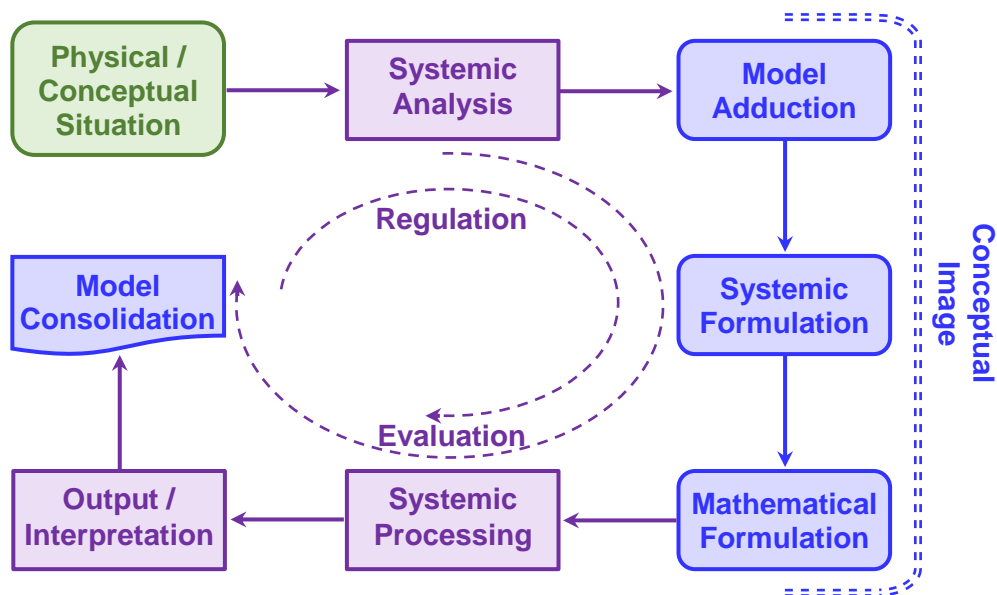 Physical /
Conceptual
Situation
Systemic
Analysis
Model
Adduction
Regulation
Model
Consolidation
Systemic
Formulation
Conceptual
Image
Evaluation
Output /
Interpretation
Systemic
Processing
Mathematical
Formulation